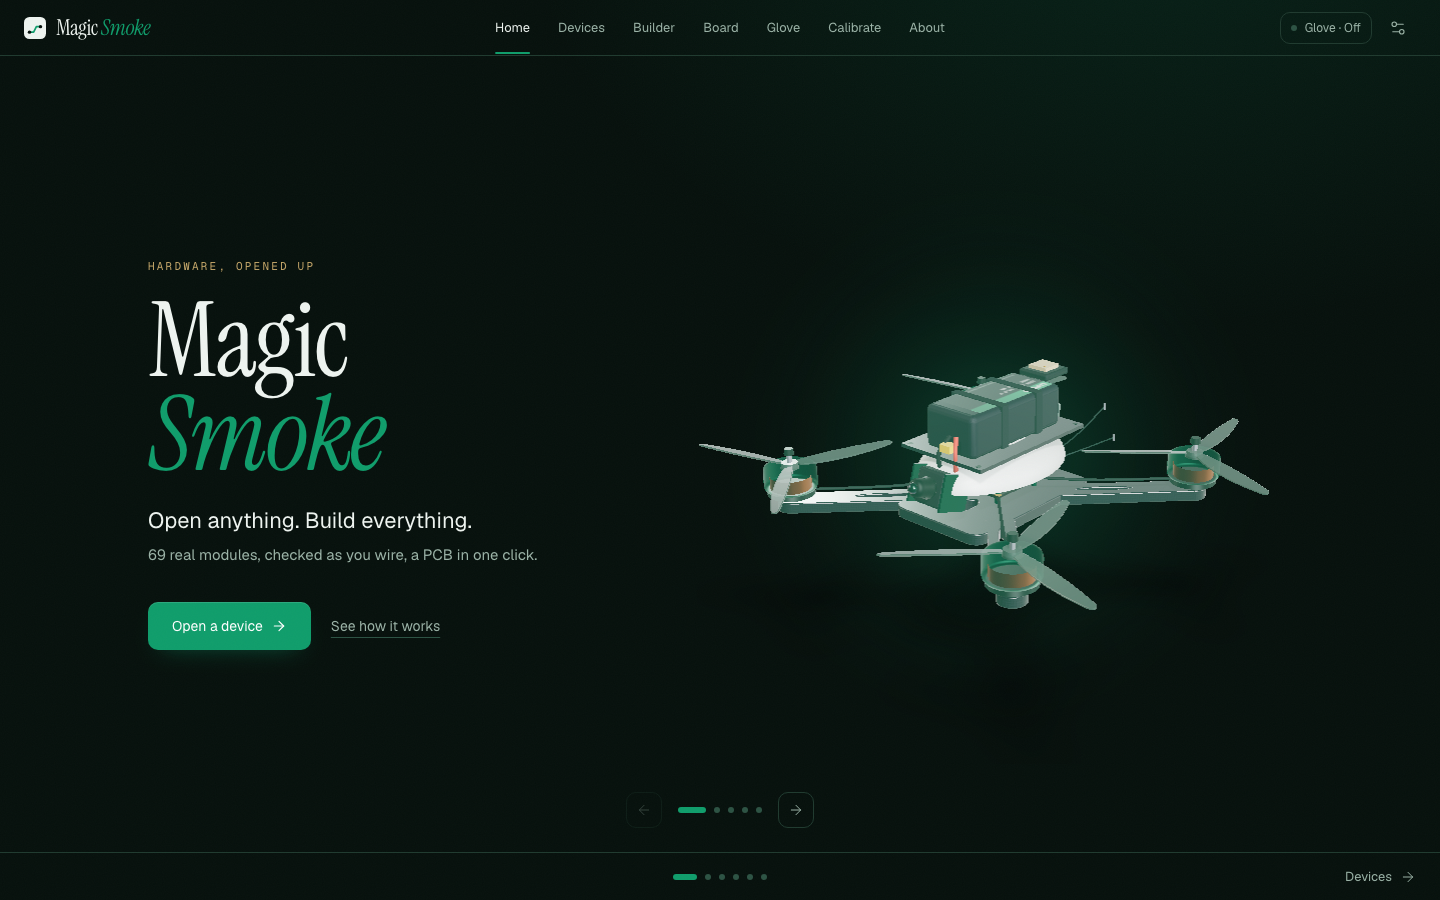 Magic Smoke
Home
Devices
Builder
Board
Glove
Calibrate
About
Glove · Off
HARDWARE, OPENED UP
Magic
Smoke
Open anything. Build everything.
69 real modules, checked as you wire, a PCB in one click.
Open a device →
See how it works
←
→
Devices →